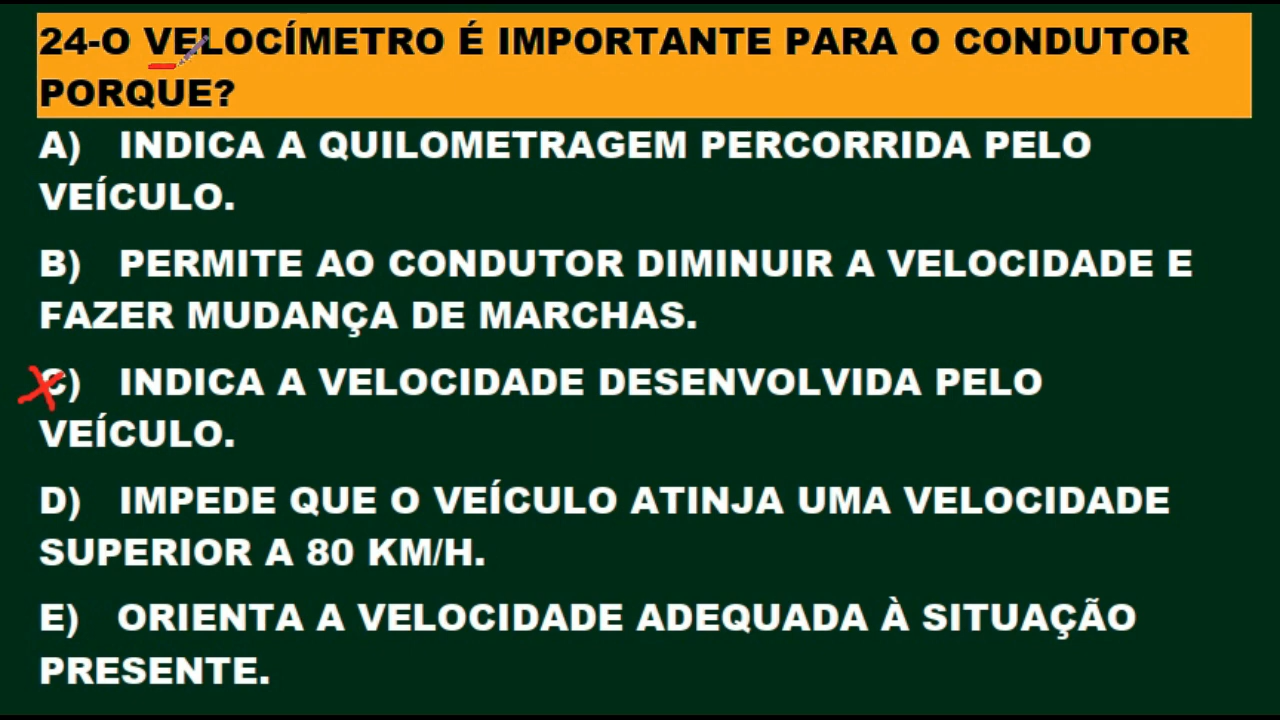 24-O VELOCÍMETRO É IMPORTANTE PARA O CONDUTOR
PORQUE?
A) INDICA A QUILOMETRAGEM PERCORRIDA PELO
VEÍCULO.
B) PERMITE AO CONDUTOR DIMINUIR A VELOCIDADE E
FAZER MUDANÇA DE MARCHAS.
C) INDICA A VELOCIDADE DESENVOLVIDA PELO
VEÍCULO.
D) IMPEDE QUE O VEÍCULO ATINJA UMA VELOCIDADE
SUPERIOR A 80 KM/H.
E) ORIENTA A VELOCIDADE ADEQUADA À SITUAÇÃO
PRESENTE.